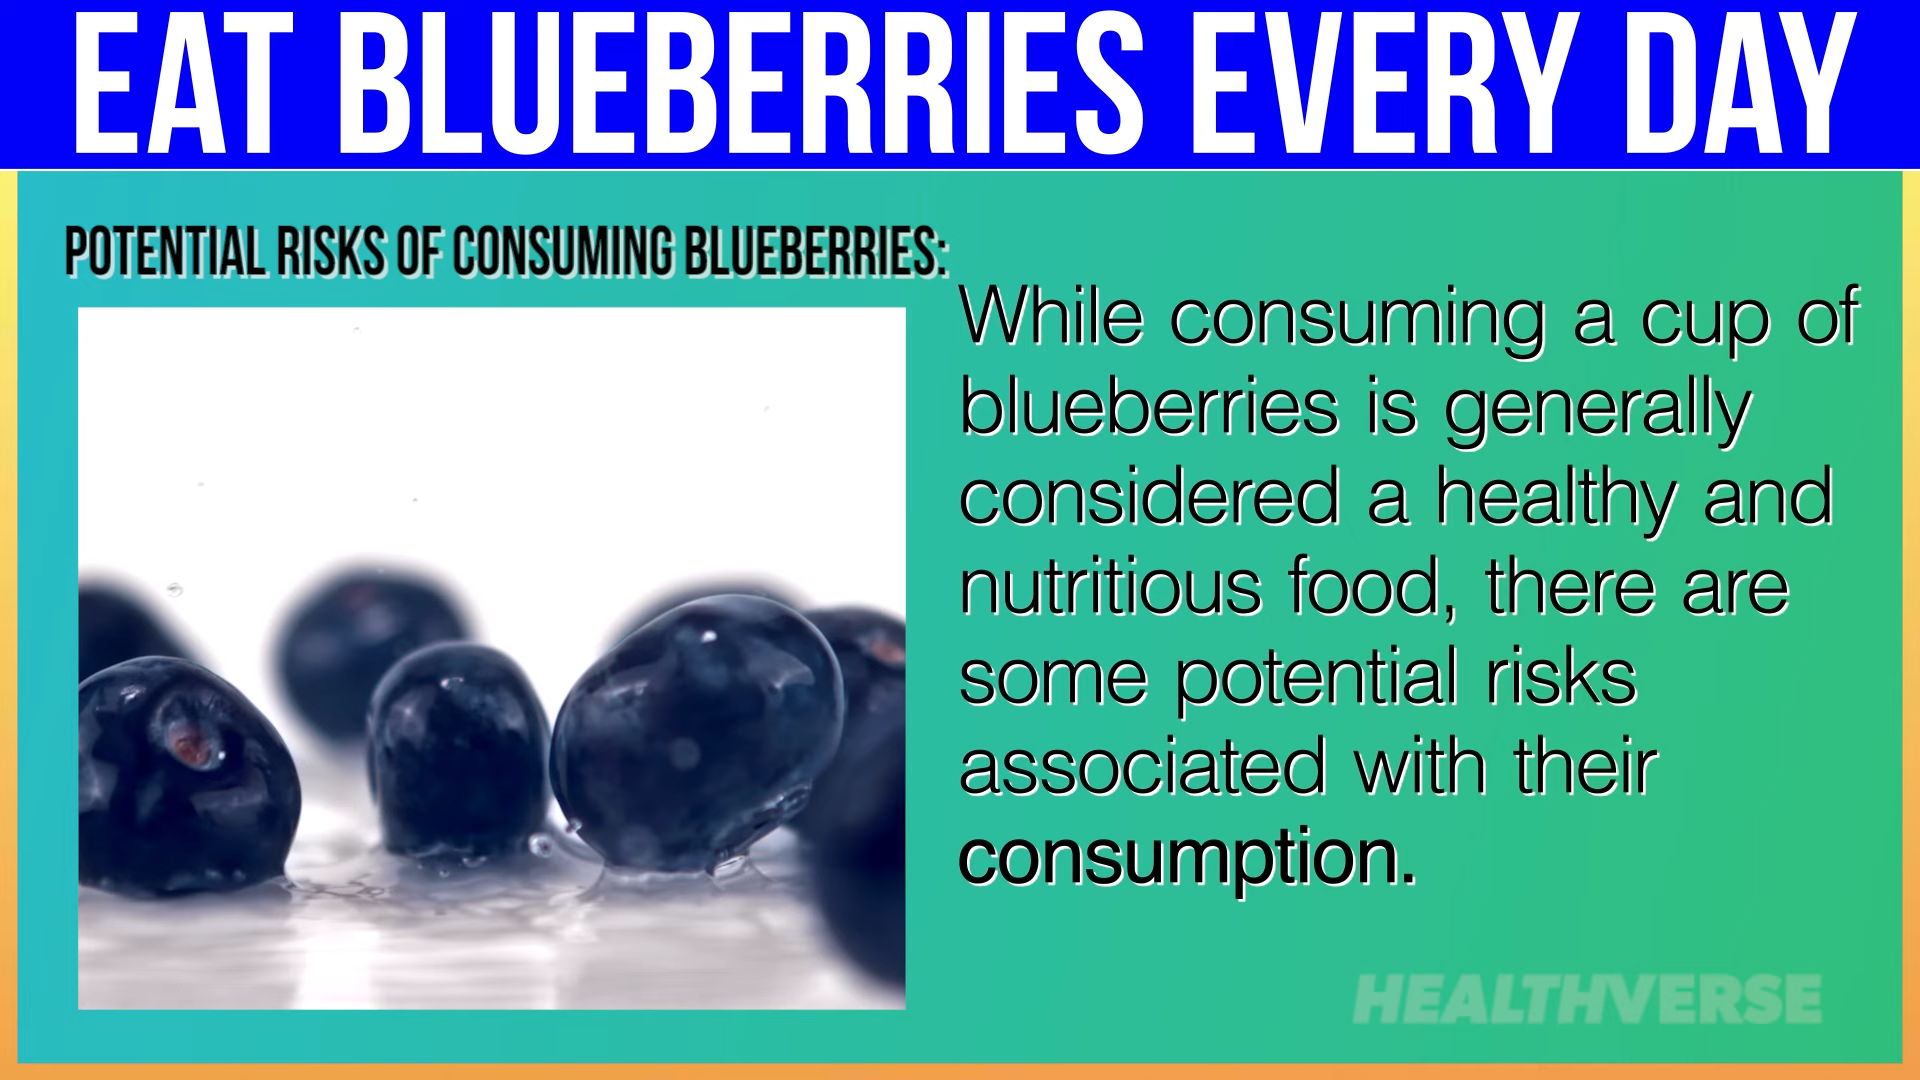 EAT BLUEBERRIES EVERY DAY
POTENTIAL RISKS OF CONSUMING BLUEBERRIES:
While consuming a cup of
blueberries is generally
considered a healthy and
nutritious food, there are
some potential risks
associated with their
consumption.
HEALTHVERSE